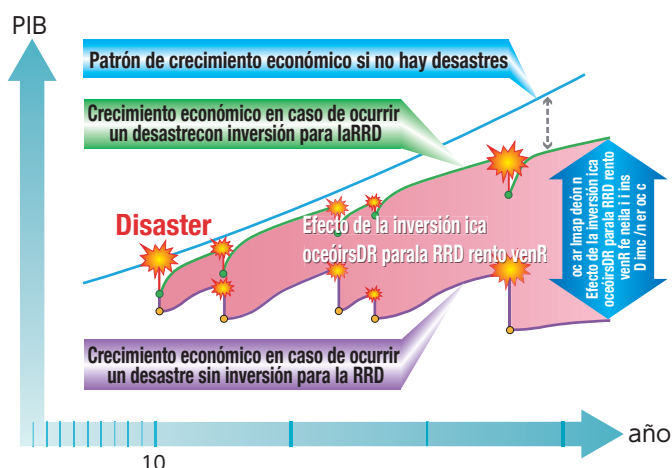 PIB
Patrón de crecimiento económico si no hay desastres
Crecimiento económico en caso de ocurrir
un desastrecon inversión para laRRD
Disaster
Efecto de la inversión ica
oceóirsDR parala RRD rento venR
oc ar Imap deón n
Efecto de la inversión ica
oceóirsDR parala RRD rento
venR fe neila i i ins
D inc /n er oc c
Crecimiento económico en caso de ocurrir
un desastre sin inversión para la RRD
año
10